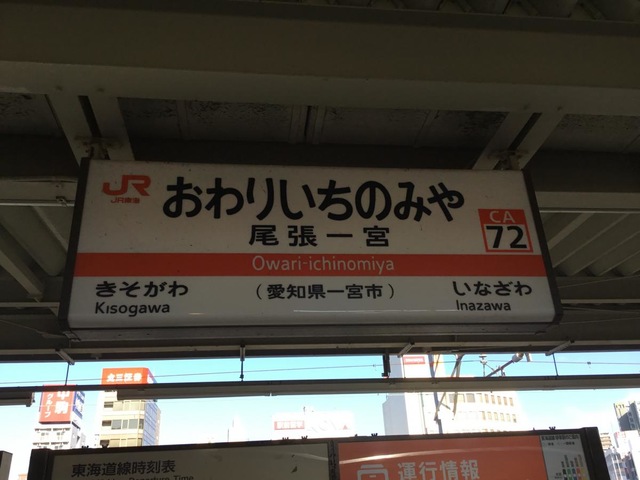 JR
JR東海
おわりいちのみや
CA
72
尾張一宮
Owari-ichinomiya
きそがわ
Kisogawa
（愛知県一宮市）
いなざわ
Inazawa
東海道線時刻表
Departure Time
運行情報